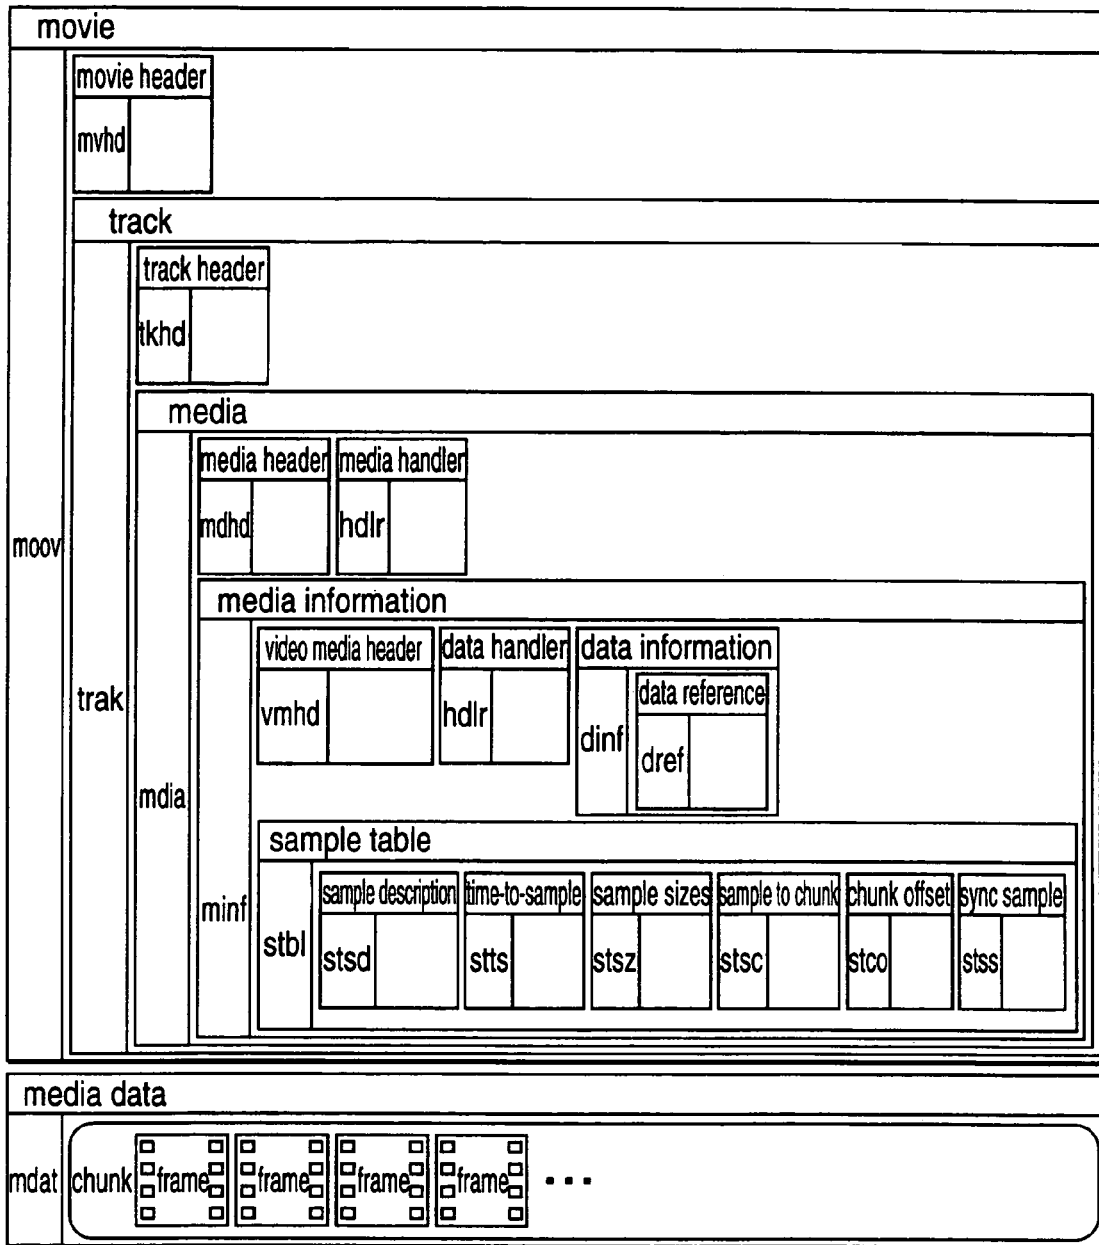 movie
movie header
mvhd
track
track header
tkhd
media
media header media handler
mdhd hdlr
moov
media information
video media header data handler data information
trak vmhd hdlr dinf data reference
dref
mdia
sample table
minf sample description time-to-sample sample sizes sample to chunk chunk offset sync sample
stbl stsd stts stsz stsc stco stss
media data
mdat chunk frame frame frame frame ...